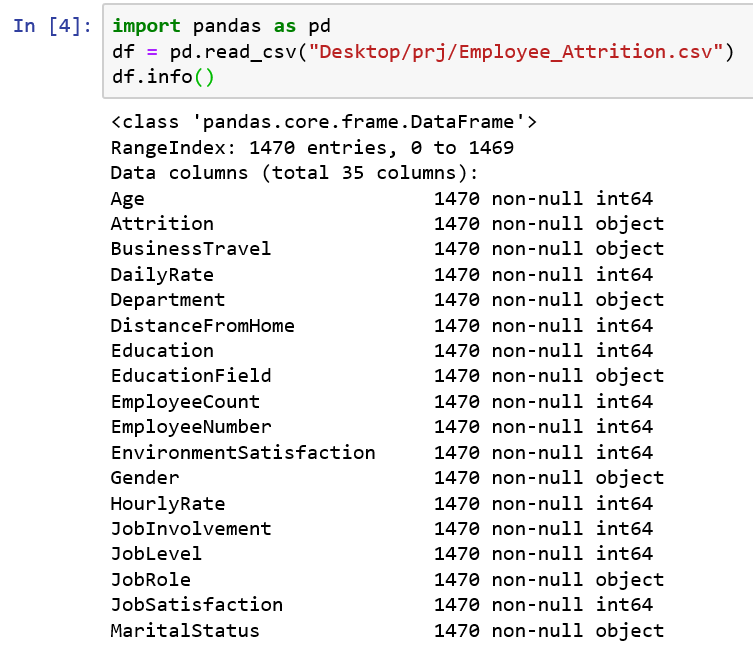 In [4]: import pandas as pd
df = pd.read_csv("Desktop/prj/Employee_Attrition.csv")
df.info()
<class 'pandas.core.frame.DataFrame'>
RangeIndex: 1470 entries, 0 to 1469
Data columns (total 35 columns):
Age                         1470 non-null int64
Attrition                   1470 non-null object
BusinessTravel              1470 non-null object
DailyRate                   1470 non-null int64
Department                  1470 non-null object
DistanceFromHome            1470 non-null int64
Education                   1470 non-null int64
EducationField              1470 non-null object
EmployeeCount               1470 non-null int64
EmployeeNumber              1470 non-null int64
EnvironmentSatisfaction     1470 non-null int64
Gender                      1470 non-null object
HourlyRate                  1470 non-null int64
JobInvolvement              1470 non-null int64
JobLevel                    1470 non-null int64
JobRole                     1470 non-null object
JobSatisfaction             1470 non-null int64
MaritalStatus               1470 non-null object